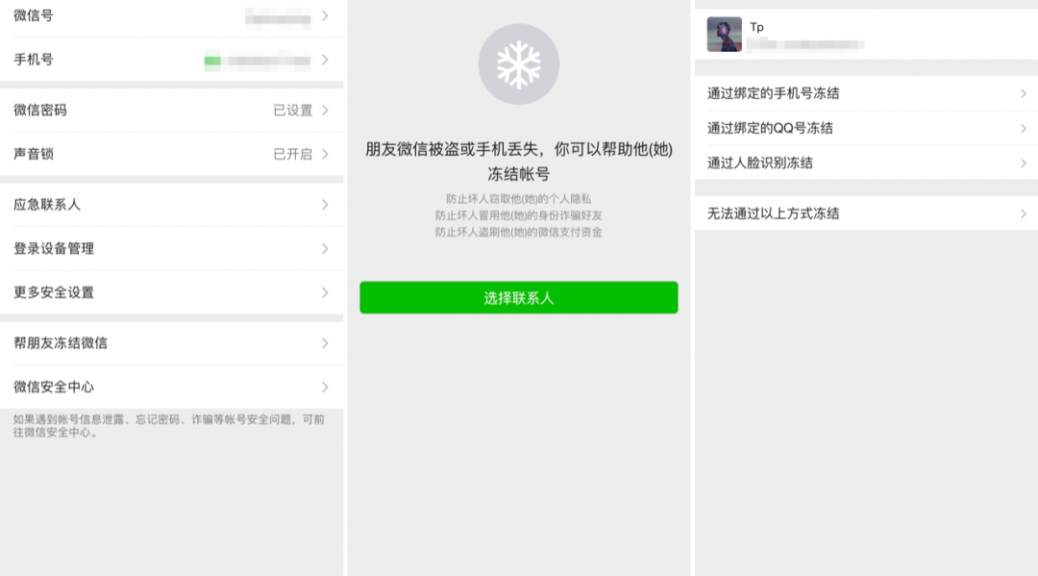 微信号
手机号
微信密码 已设置
声音锁 已开启
应急联系人
登录设备管理
更多安全设置
帮朋友冻结微信
微信安全中心
如果遇到帐号信息泄露、忘记密码、诈骗等帐号安全问题，可前
往微信安全中心。
朋友微信被盗或手机丢失，你可以帮助他(她)
冻结帐号
防止坏人窃取他(她)的个人隐私
防止坏人冒用他(她)的身份诈骗好友
防止坏人盗刷他(她)的微信支付资金
选择联系人
Tp
通过绑定的手机号冻结
通过绑定的QQ号冻结
通过人脸识别冻结
无法通过以上方式冻结